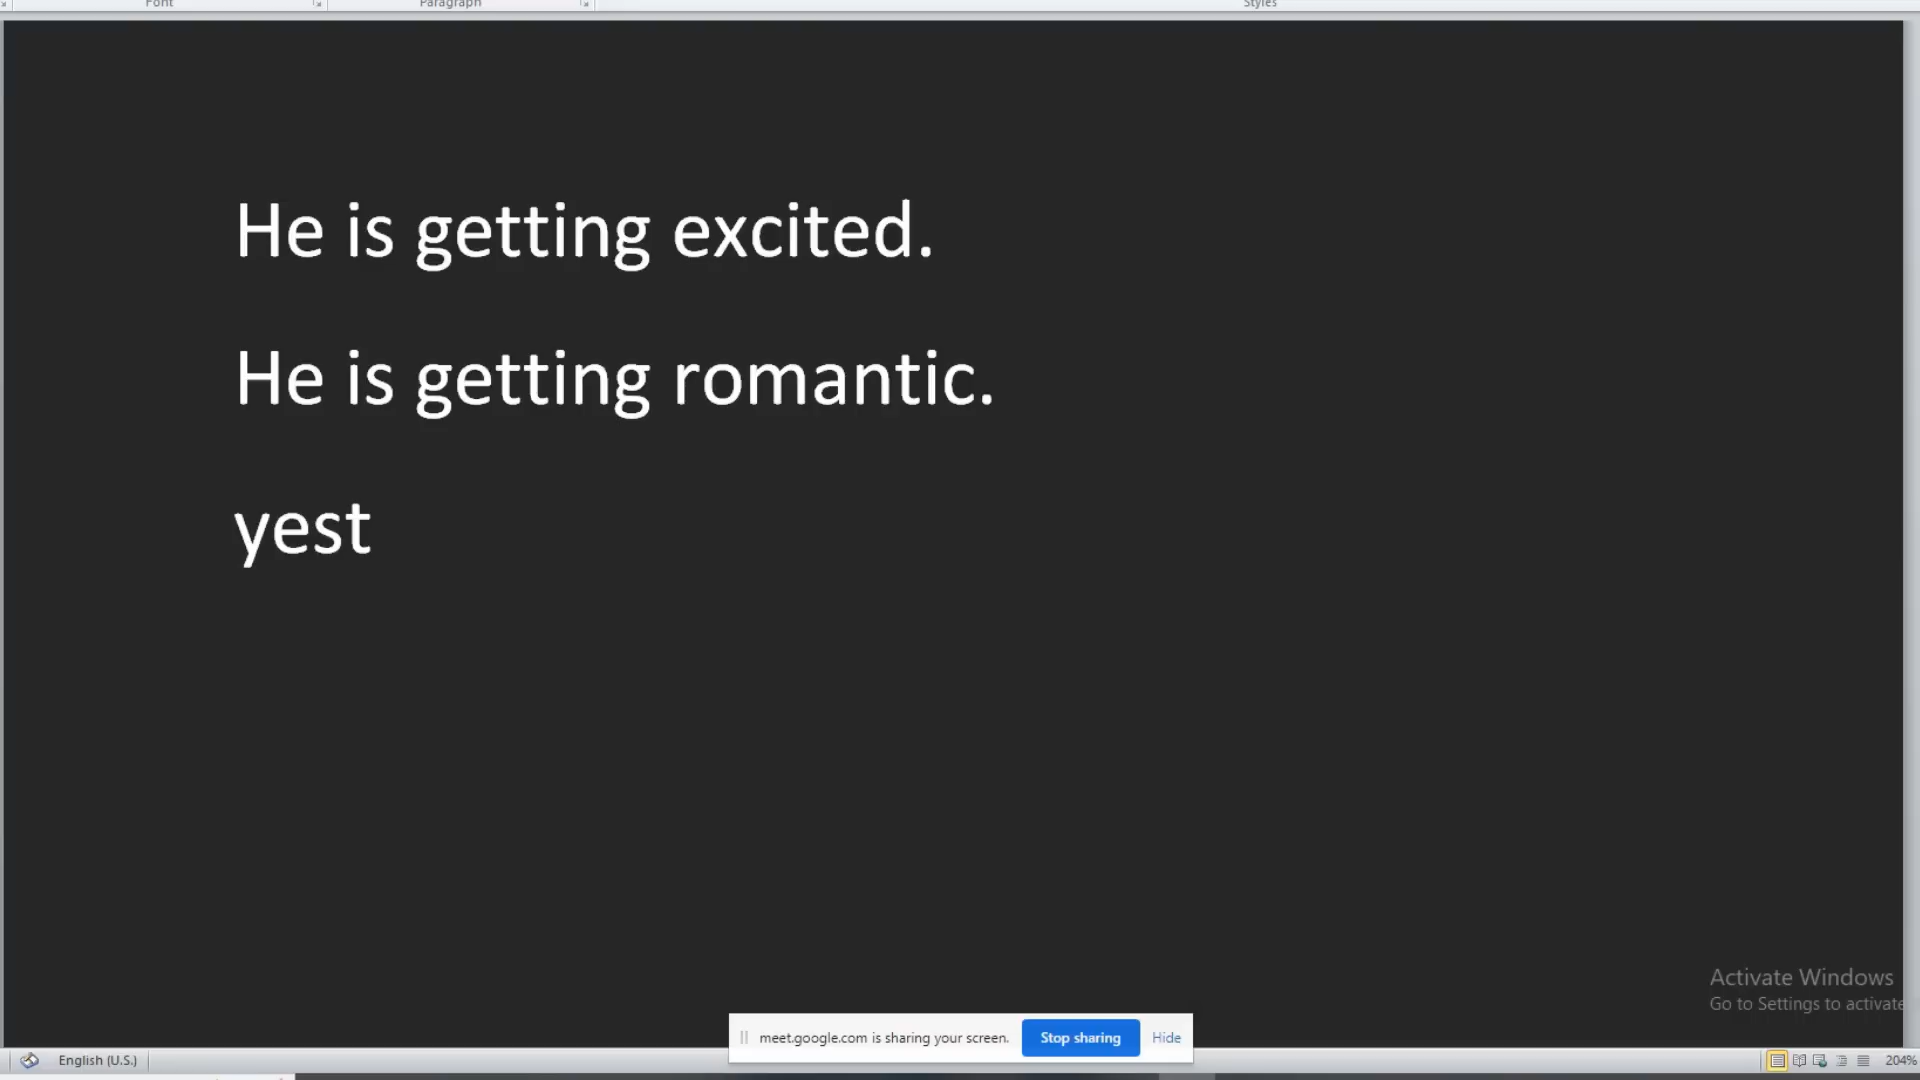 Font Paragraph Styles
He is getting excited.
He is getting romantic.
yest
Activate Windows
Go to Settings to activate
meet.google.com is sharing your screen. Stop sharing Hide
English (U.S.) 204%